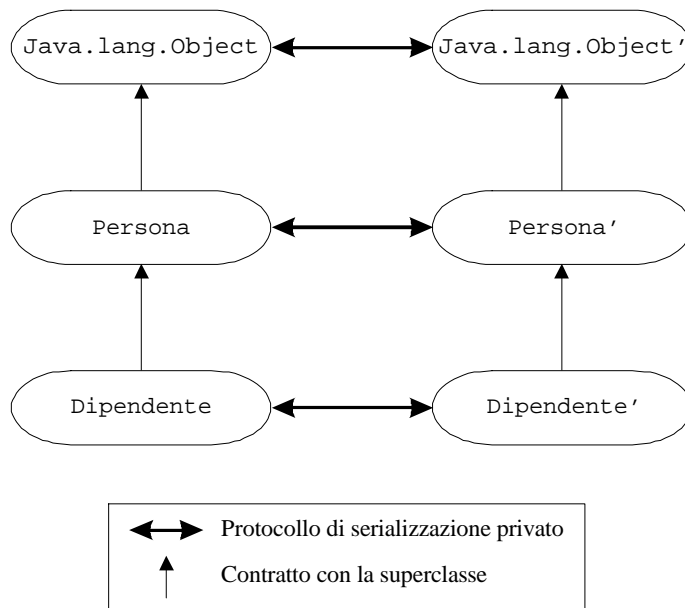 Java.lang.Object Java.lang.Object’
Persona Persona’
Dipendente Dipendente’
Protocollo di serializzazione privato
Contratto con la superclasse